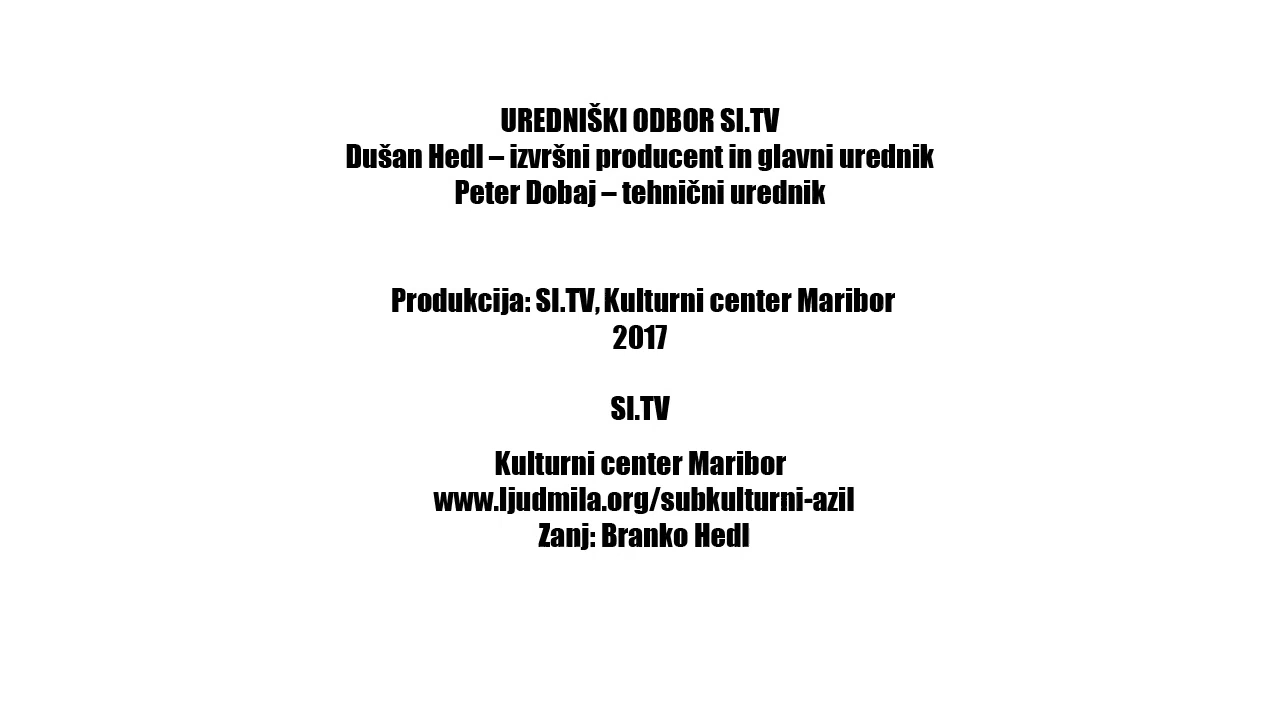 UREDNIŠKI ODBOR SI.TV
Dušan Hedl – izvršni producent in glavni urednik
Peter Dobaj – tehnični urednik
Produkcija: SI.TV, Kulturni center Maribor
2017
SI.TV
Kulturni center Maribor
www.ljudmila.org/subkulturni-azil
Zanj: Branko Hedl